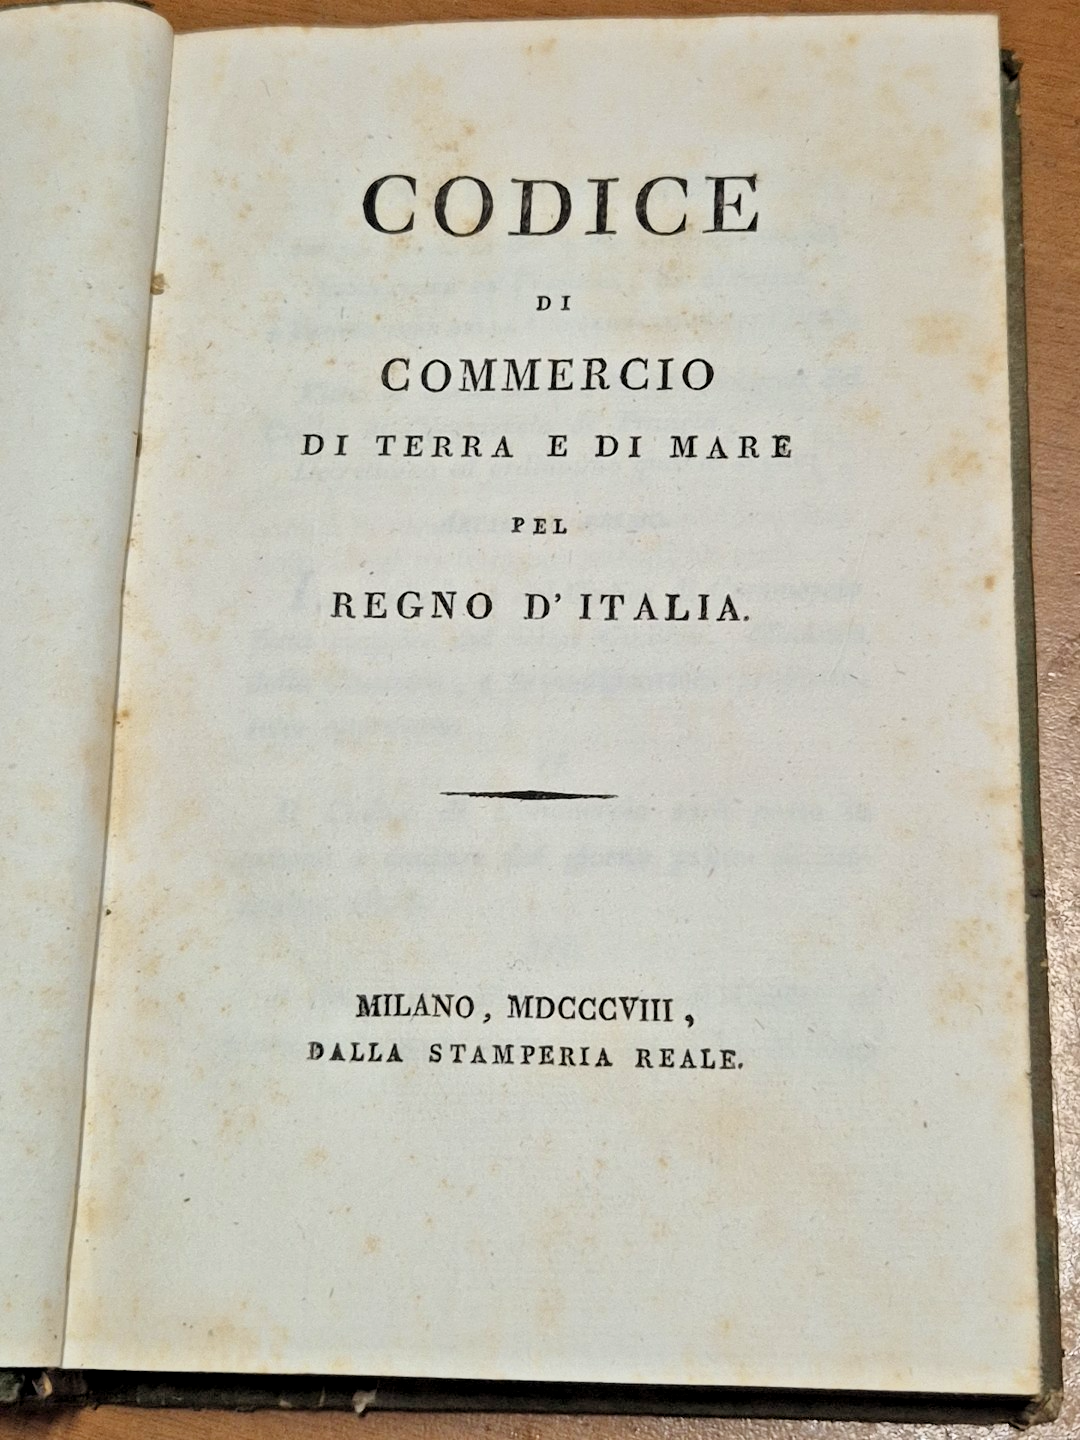 CODICE
DI
COMMERCIO
DI TERRA E DI MARE
PEL
REGNO D' ITALIA.
MILANO, MDCCCVIII,
DALLA STAMPERIA REALE.